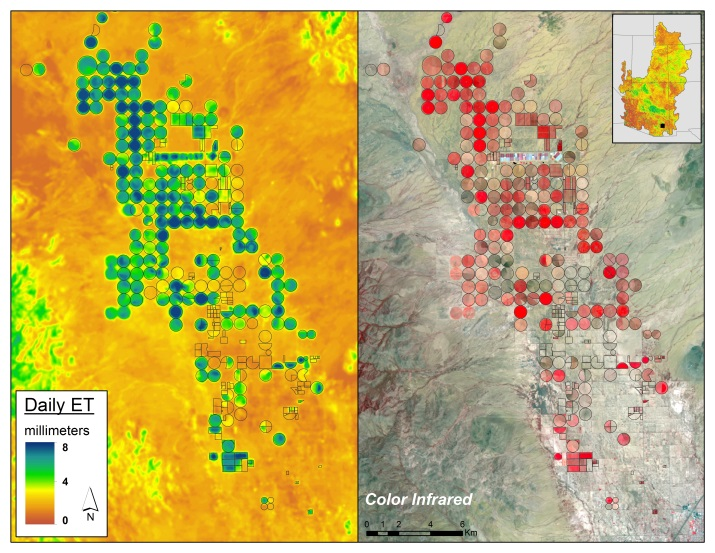 Daily ET
millimeters
8
4
0
N
Color Infrared
0 1 2 4 6
Km